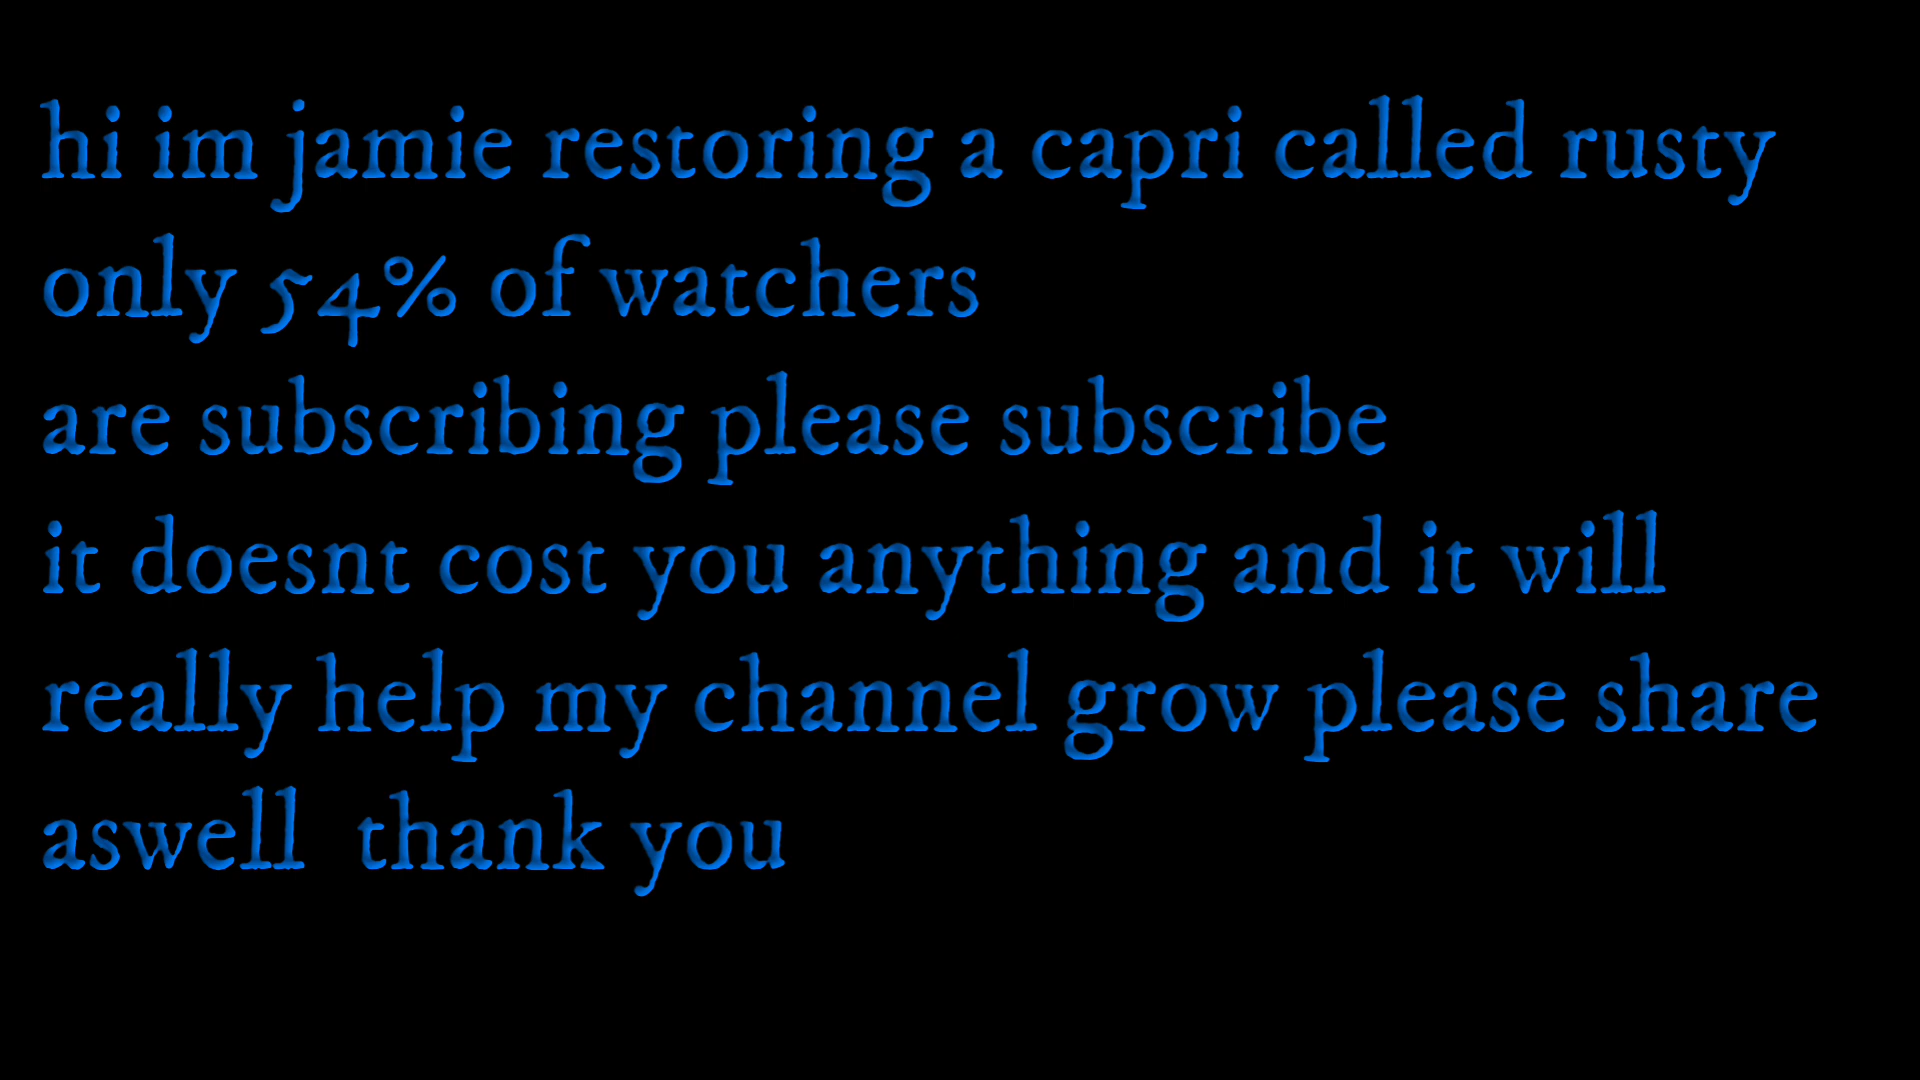 hi im jamie restoring a capri called rusty
only 54% of watchers
are subscribing please subscribe
it doesnt cost you anything and it will
really help my channel grow please share
aswell  thank you